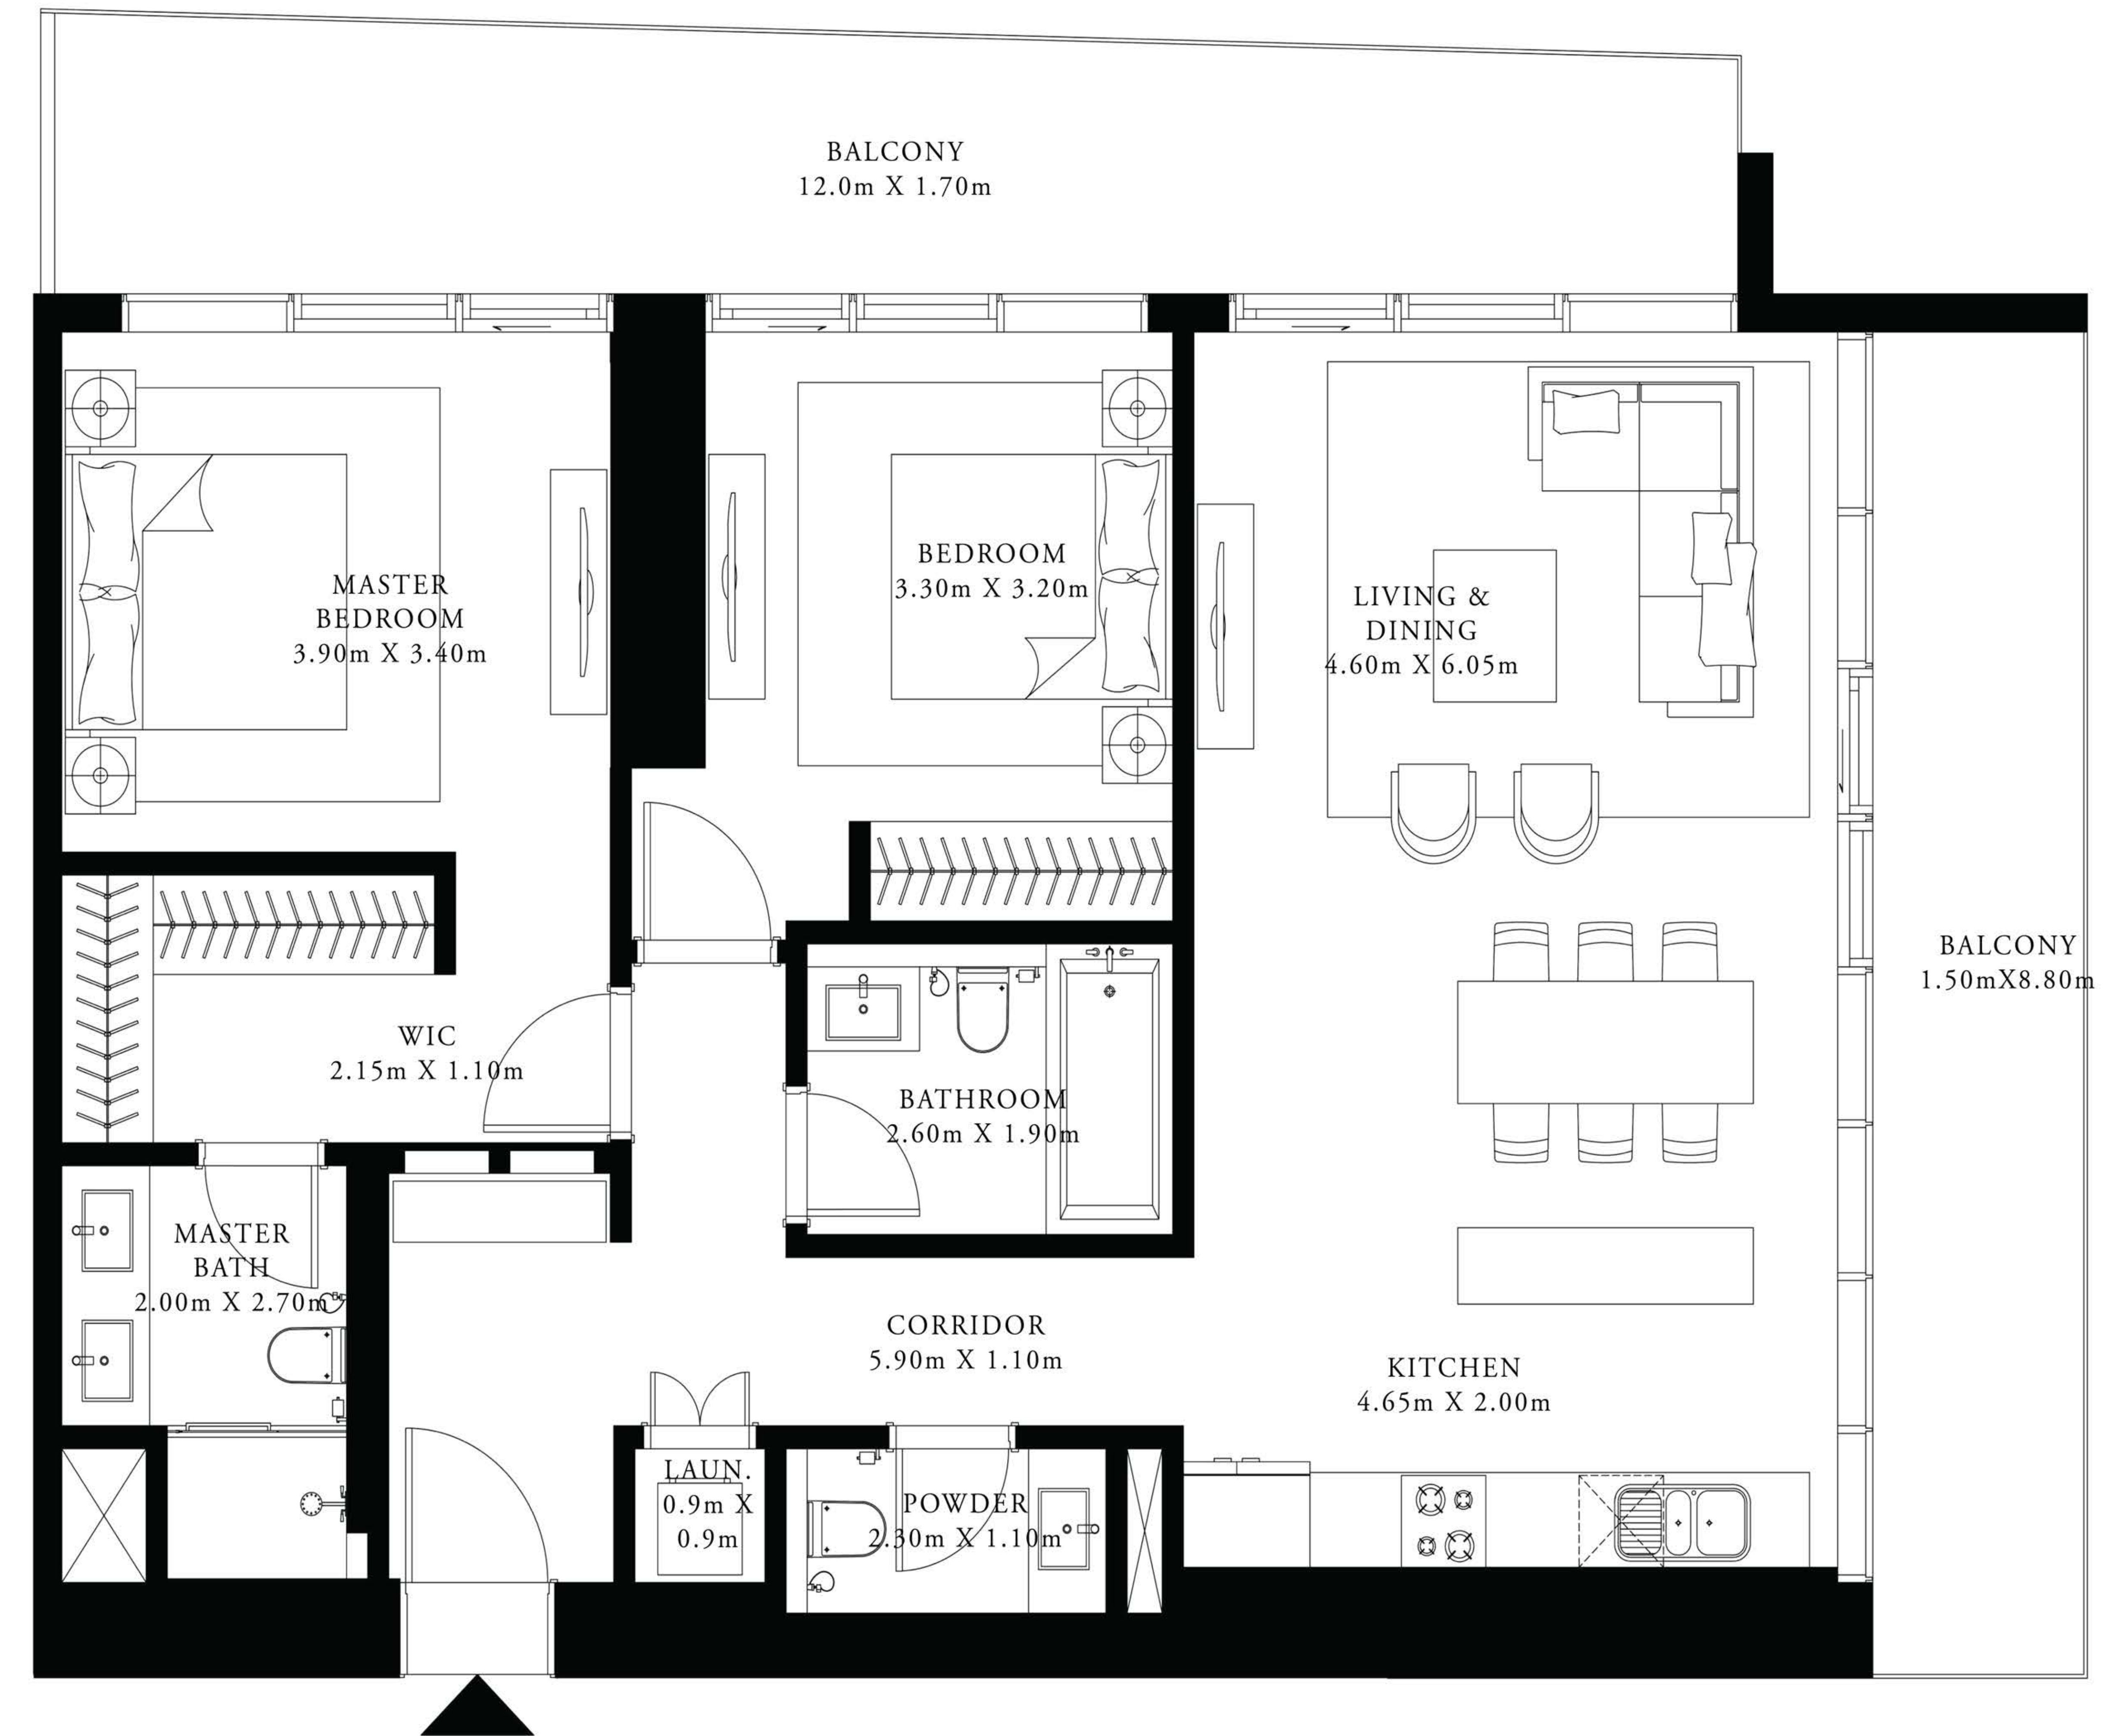 BALCONY
12.0m X 1.70m
MASTER
BEDROOM
3.90m X 3.40m
BEDROOM
3.30m X 3.20m
LIVING &
DINING
4.60m X 6.05m
BALCONY
1.50mX8.80m
WIC
2.15m X 1.10m
BATHROOM
2.60m X 1.90m
MASTER
BATH
2.00m X 2.70m
CORRIDOR
5.90m X 1.10m
KITCHEN
4.65m X 2.00m
LAUN.
0.9m X
0.9m
POWDER
2.30m X 1.10m